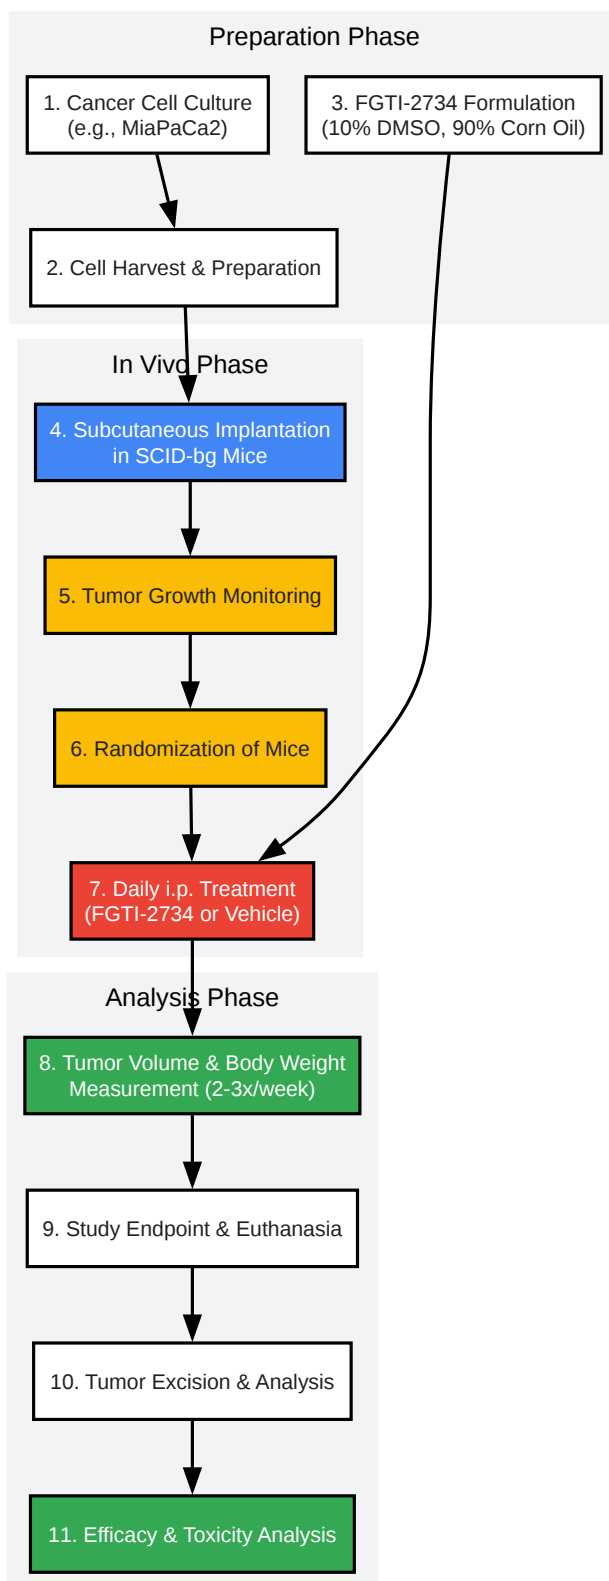 Preparation Phase
1. Cancer Cell Culture
(e.g., MiaPaCa2)
3. FGTI-2734 Formulation
(10% DMSO, 90% Corn Oil)
2. Cell Harvest & Preparation
In Vivo Phase
4. Subcutaneous Implantation
in SCID-bg Mice
5. Tumor Growth Monitoring
6. Randomization of Mice
7. Daily i.p. Treatment
(FGTI-2734 or Vehicle)
Analysis Phase
8. Tumor Volume & Body Weight
Measurement (2-3x/week)
9. Study Endpoint & Euthanasia
10. Tumor Excision & Analysis
11. Efficacy & Toxicity Analysis